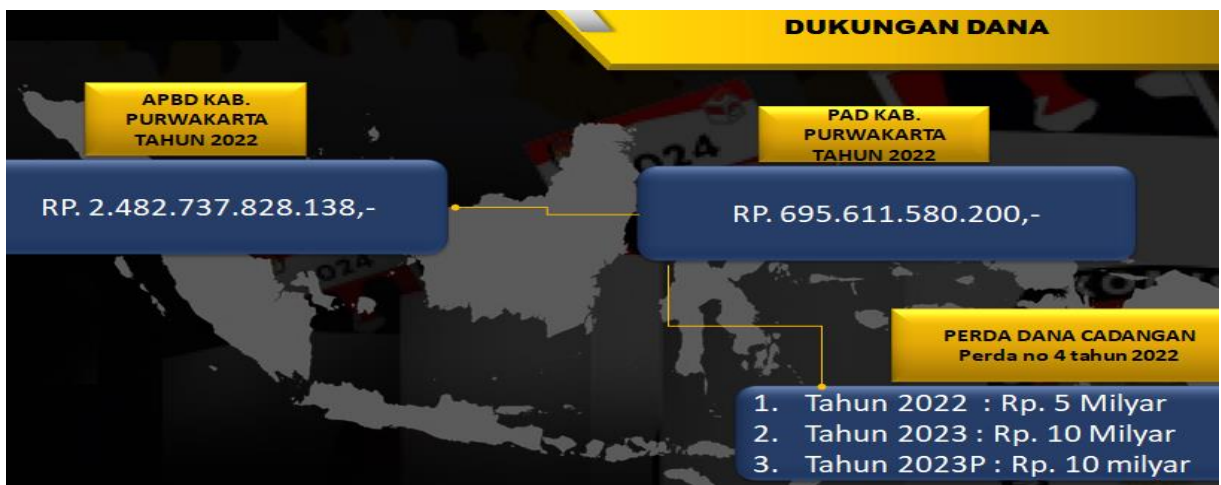 DUKUNGAN DANA
APBD KAB.
PURWAKARTA
TAHUN 2022
RP. 2.482.737.828.138,-
PAD KAB.
PURWAKARTA
TAHUN 2022
RP. 695.611.580.200,-
PERDA DANA CADANGAN
Perda no 4 tahun 2022
1. Tahun 2022 : Rp. 5 Milyar
2. Tahun 2023 : Rp. 10 Milyar
3. Tahun 2023P : Rp. 10 milyar
024
024